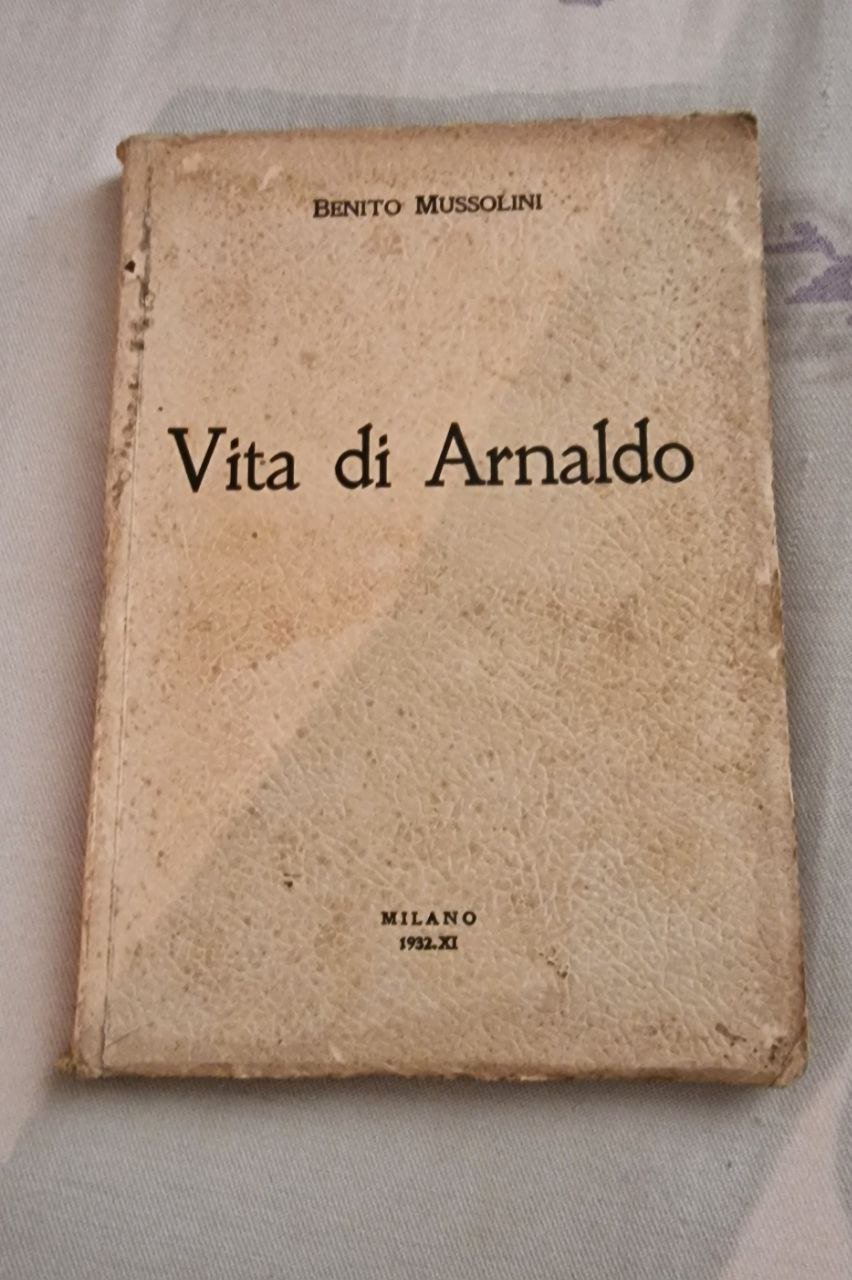 BENITO MUSSOLINI
Vita di Arnaldo
MILANO
1932.XI